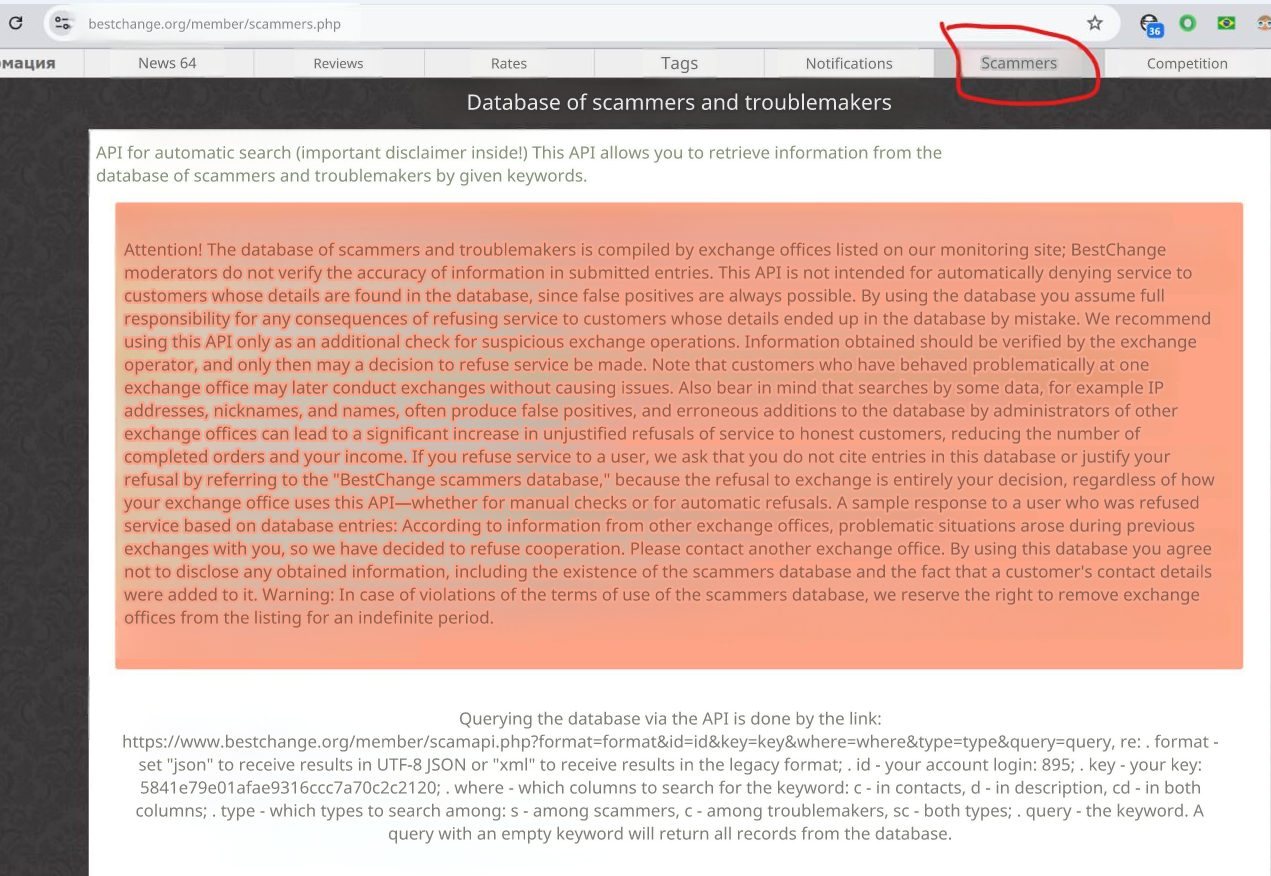 bestchange.org/member/scammers.php
36
мация
News 64
Reviews
Rates
Tags
Notifications
Scammers
Competition
Database of scammers and troublemakers
API for automatic search (important disclaimer inside!) This API allows you to retrieve information from the
database of scammers and troublemakers by given keywords.
Attention! The database of scammers and troublemakers is compiled by exchange offices listed on our monitoring site; BestChange
moderators do not verify the accuracy of information in submitted entries. This API is not intended for automatically denying service to
customers whose details are found in the database, since false positives are always possible. By using the database you assume full
responsibility for any consequences of refusing service to customers whose details ended up in the database by mistake. We recommend
using this API only as an additional check for suspicious exchange operations. Information obtained should be verified by the exchange
operator, and only then may a decision to refuse service be made. Note that customers who have behaved problematically at one
exchange office may later conduct exchanges without causing issues. Also bear in mind that searches by some data, for example IP
addresses, nicknames, and names, often produce false positives, and erroneous additions to the database by administrators of other
exchange offices can lead to a significant increase in unjustified refusals of service to honest customers, reducing the number of
completed orders and your income. If you refuse service to a user, we ask that you do not cite entries in this database or justify your
refusal by referring to the "BestChange scammers database," because the refusal to exchange is entirely your decision, regardless of how
your exchange office uses this API—whether for manual checks or for automatic refusals. A sample response to a user who was refused
service based on database entries: According to information from other exchange offices, problematic situations arose during previous
exchanges with you, so we have decided to refuse cooperation. Please contact another exchange office. By using this database you agree
not to disclose any obtained information, including the existence of the scammers database and the fact that a customer's contact details
were added to it. Warning: In case of violations of the terms of use of the scammers database, we reserve the right to remove exchange
offices from the listing for an indefinite period.
Querying the database via the API is done by the link:
https://www.bestchange.org/member/scamapi.php?format=format&id=id&key=key&where=where&type=type&query=query, re: . format -
set "json" to receive results in UTF-8 JSON or "xml" to receive results in the legacy format; . id - your account login: 895; . key - your key:
5841e79e01afae9316ccc7a70c2c2120; . where - which columns to search for the keyword: c - in contacts, d - in description, cd - in both
columns; . type - which types to search among: s - among scammers, c - among troublemakers, sc - both types; . query - the keyword. A
query with an empty keyword will return all records from the database.